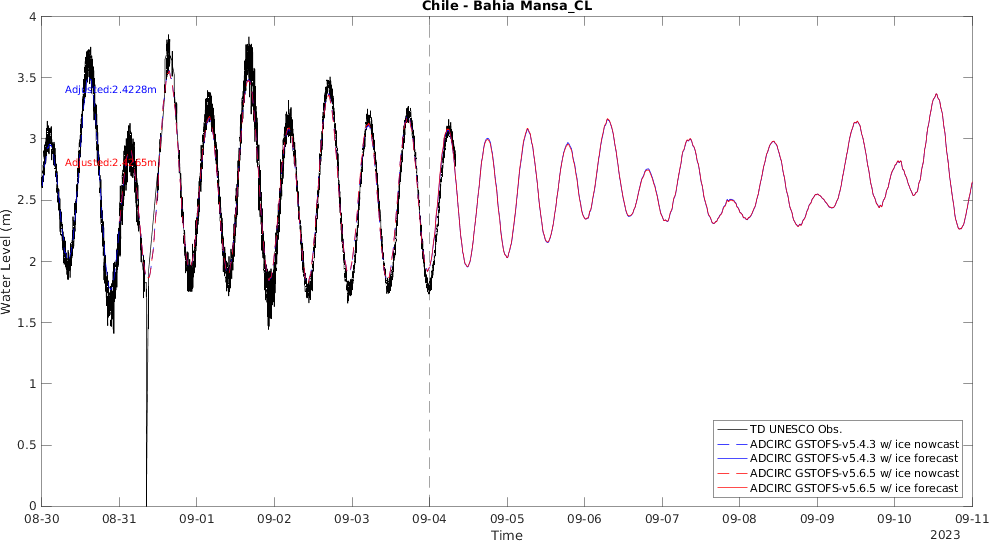 Chile - Bahia Mansa_CL
Water Level (m)
4
3.5
3
2.5
2
1.5
1
0.5
0
Adjusted:2.4228m
08-30
08-31
09-01
09-02
09-03
09-04
09-05
09-06
09-07
09-08
09-09
09-10
09-11
Time
2023
TD UNESCO Obs.
ADCIRC GSTOFS-v5.4.3 w/ ice nowcast
ADCIRC GSTOFS-v5.4.3 w/ ice forecast
ADCIRC GSTOFS-v5.6.5 w/ ice nowcast
ADCIRC GSTOFS-v5.6.5 w/ ice forecast